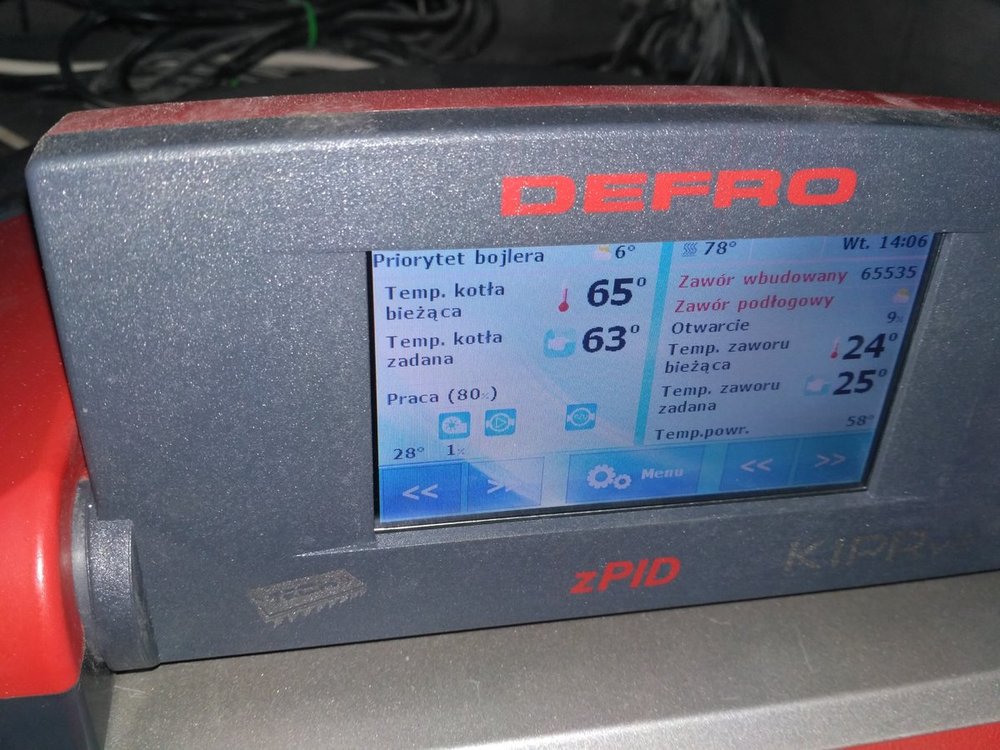 DEFRO
Priorytet bojlera 6°
Temp. kotła
bieżąca 65°
Temp. kotła
zadana 63°
Praca (80%)
28° 1%
<< >>
78° Wt. 14:06
Zawór wbudowany 65535
Zawór podłogowy
Otwarcie 9%
Temp. zaworu
bieżąca 24°
Temp. zaworu
zadana 25°
Temp.powr. 58°
Menu
<< >>
zPID